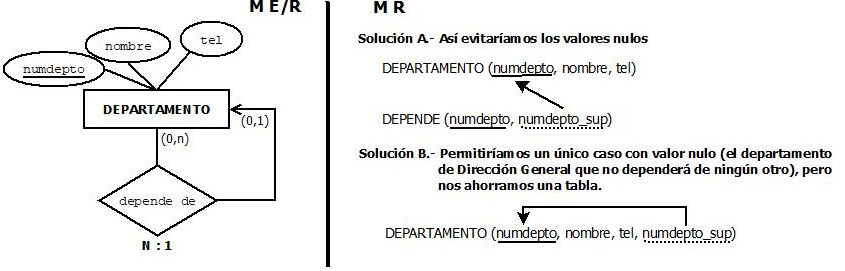 M E/R
nombre
tel
numdepto
DEPARTAMENTO
(0,1)
(0,n)
depende de
N : 1
M R
Solución A.- Así evitaríamos los valores nulos
DEPARTAMENTO (numdepto, nombre, tel)
DEPENDE (numdepto, numdepto_sup)
Solución B.- Permitiríamos un único caso con valor nulo (el departamento
de Dirección General que no dependerá de ningún otro), pero
nos ahorramos una tabla.
DEPARTAMENTO (numdepto, nombre, tel, numdepto_sup)